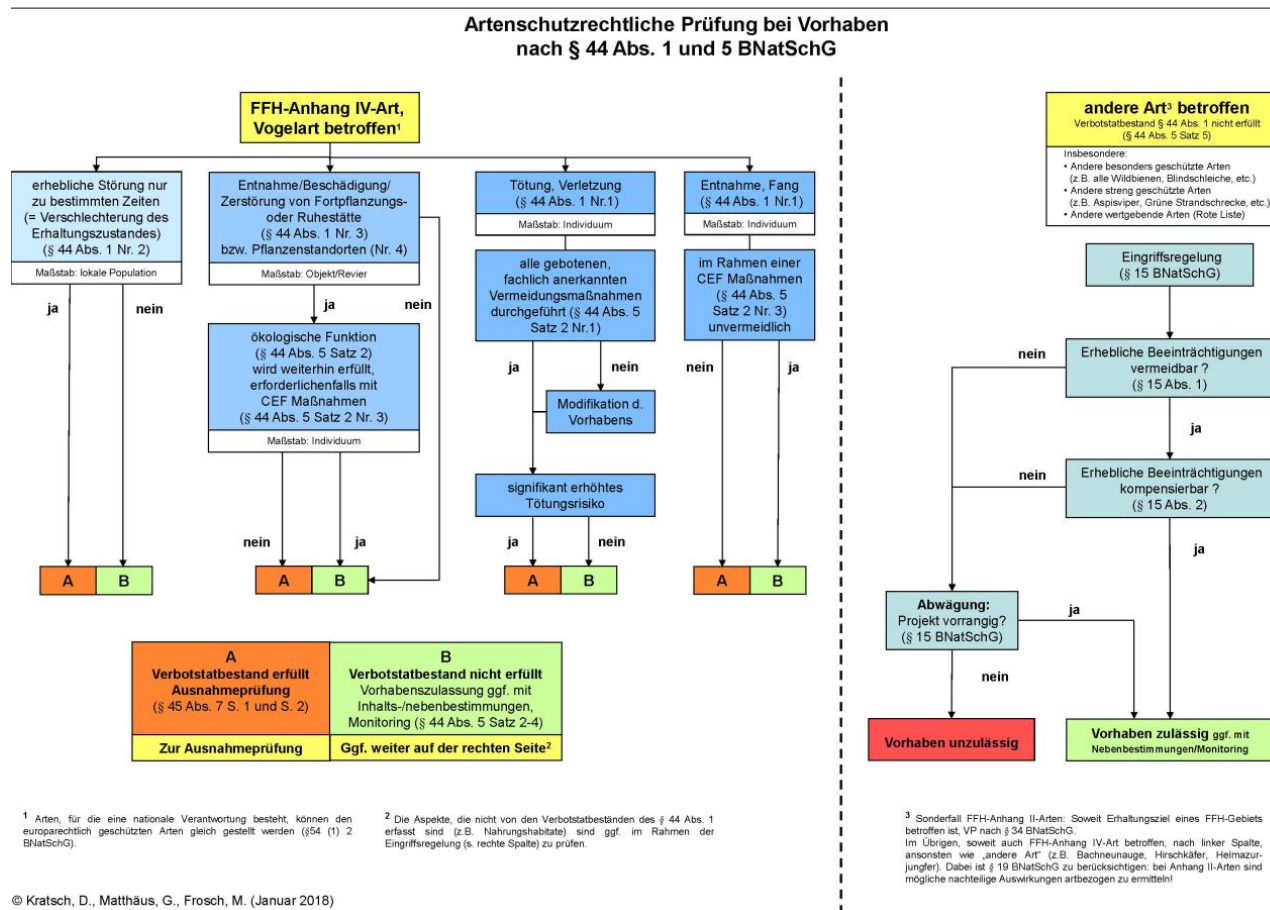 Artenschutzrechtliche Prüfung bei Vorhaben
nach § 44 Abs. 1 und 5 BNatSchG
FFH-Anhang IV-Art,
Vogelart betroffen¹
erhebliche Störung nur
zu bestimmten Zeiten
(= Verschlechterung des
Erhaltungszustandes)
(§ 44 Abs. 1 Nr. 2)
Maßstab: lokale Population
ja
nein
Entnahme/Beschädigung/
Zerstörung von Fortpflanzungs-
oder Ruhestätte
(§ 44 Abs. 1 Nr. 3)
bzw. Pflanzenstandorten (Nr. 4)
Maßstab: Objekt/Revier
ja
nein
ökologische Funktion
(§ 44 Abs. 5 Satz 2)
wird weiterhin erfüllt,
erforderlichenfalls mit
CEF Maßnahmen
(§ 44 Abs. 5 Satz 2 Nr. 3)
Maßstab: Individuum
nein
ja
Tötung, Verletzung
(§ 44 Abs. 1 Nr.1)
Maßstab: Individuum
alle gebotenen,
fachlich anerkannten
Vermeidungsmaßnahmen
durchgeführt (§ 44 Abs. 5
Satz 2 Nr.1)
ja
nein
Modifikation d.
Vorhabens
signifikant erhöhtes
Tötungsrisiko
ja
nein
Entnahme, Fang
(§ 44 Abs. 1 Nr.1)
Maßstab: Individuum
im Rahmen einer
CEF Maßnahmen
(§ 44 Abs. 5
Satz 2 Nr. 3)
unvermeidlich
nein
ja
A B
A B
A B
A B
A
Verbotstatbestand erfüllt
Ausnahmeprüfung
(§ 45 Abs. 7 S. 1 und S. 2)
Zur Ausnahmeprüfung
B
Verbotstatbestand nicht erfüllt
Vorhabenszulassung ggf. mit
Inhalts-/nebenbestimmungen,
Monitoring (§ 44 Abs. 5 Satz 2-4)
Ggf. weiter auf der rechten Seite²
andere Art³ betroffen
Verbotstatbestand § 44 Abs. 1 nicht erfüllt
(§ 44 Abs. 5 Satz 5)
Insbesondere:
• Andere besonders geschützte Arten
(z.B. alle Wildbienen, Blindschleiche, etc.)
• Andere streng geschützte Arten
(z.B. Aspisviper, Grüne Strandschrecke, etc.)
• Andere wertgebende Arten (Rote Liste)
Eingriffsregelung
(§ 15 BNatSchG)
nein
Erhebliche Beeinträchtigungen
vermeidbar ?
(§ 15 Abs. 1)
ja
nein
Erhebliche Beeinträchtigungen
kompensierbar ?
(§ 15 Abs. 2)
ja
Abwägung:
Projekt vorrangig?
(§ 15 BNatSchG)
ja
nein
Vorhaben unzulässig
Vorhaben zulässig ggf. mit
Nebenbestimmungen/Monitoring
¹ Arten, für die eine nationale Verantwortung besteht, können den
europarechtlich geschützten Arten gleich gestellt werden (§54 (1) 2
BNatSchG).
² Die Aspekte, die nicht von den Verbotstatbeständen des § 44 Abs. 1
erfasst sind (z.B. Nahrungshabitate) sind ggf. im Rahmen der
Eingriffsregelung (s. rechte Spalte) zu prüfen.
³ Sonderfall FFH-Anhang II-Arten: Soweit Erhaltungsziel eines FFH-Gebiets
betroffen ist, VP nach § 34 BNatSchG.
Im Übrigen, soweit auch FFH-Anhang IV-Art betroffen, nach linker Spalte,
ansonsten wie „andere Art“ (z.B. Bachneunauge, Hirschkäfer, Helmazur-
jungfer). Dabei ist § 19 BNatSchG zu berücksichtigen: bei Anhang II-Arten sind
mögliche nachteilige Auswirkungen artbezogen zu ermitteln!
© Kratsch, D., Matthäus, G., Frosch, M. (Januar 2018)